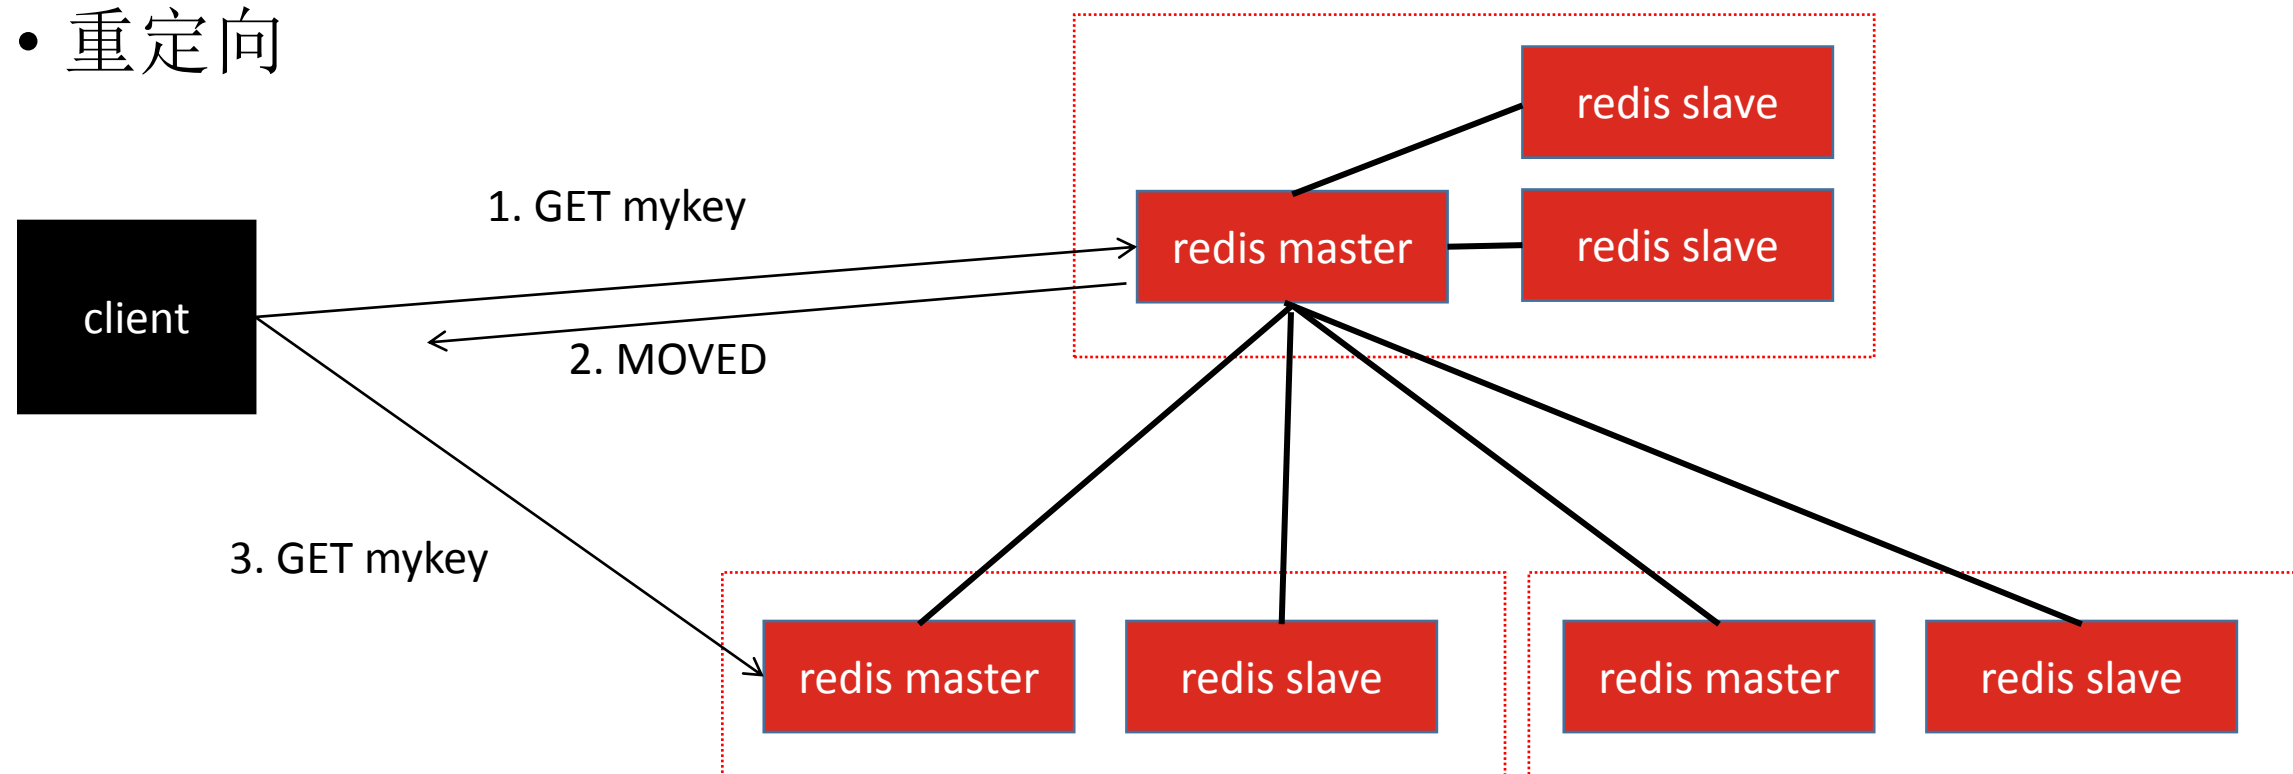 • 重定向
redis slave
1. GET mykey
redis master
redis slave
client
2. MOVED
3. GET mykey
redis master
redis slave
redis master
redis slave